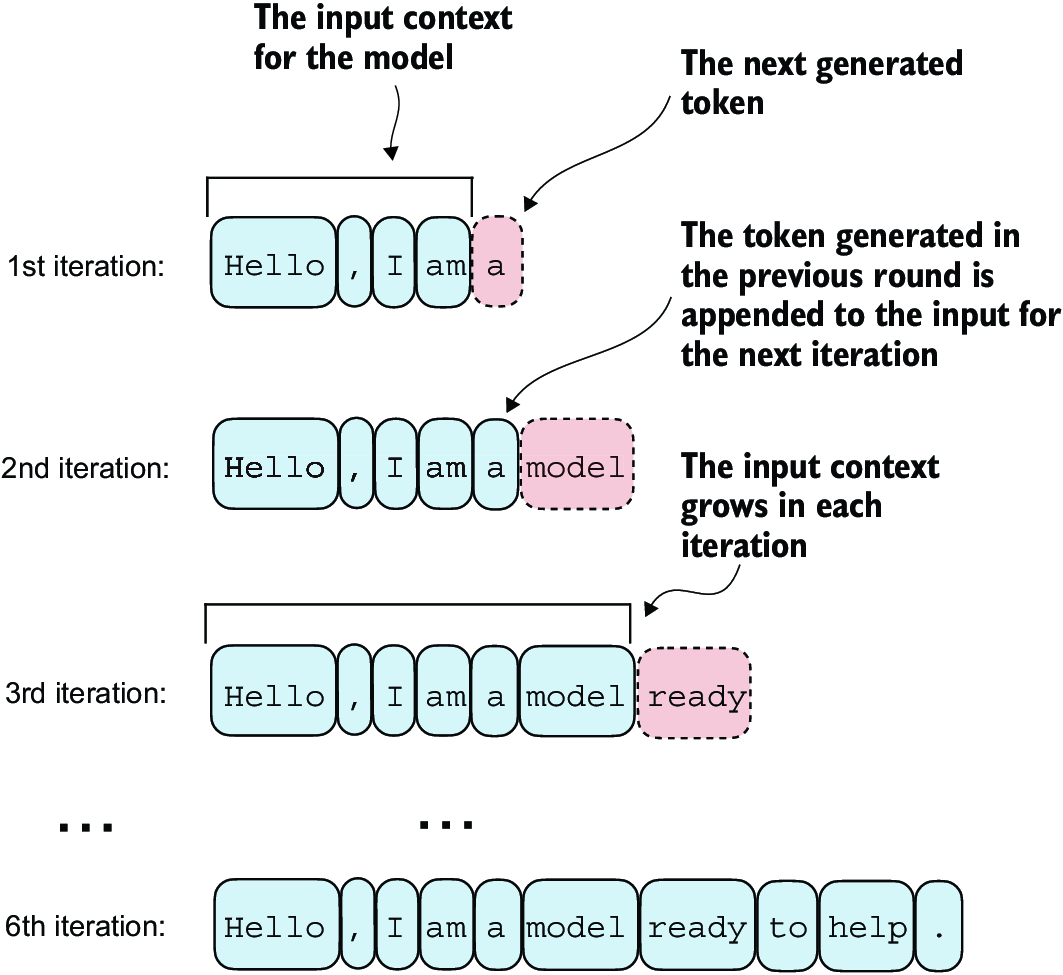 The input context
for the model
The next generated
token
1st iteration: Hello , I am a
The token generated in
the previous round is
appended to the input for
the next iteration
2nd iteration: Hello , I am a model
The input context
grows in each
iteration
3rd iteration: Hello , I am a model ready
... ...
6th iteration: Hello , I am a model ready to help .